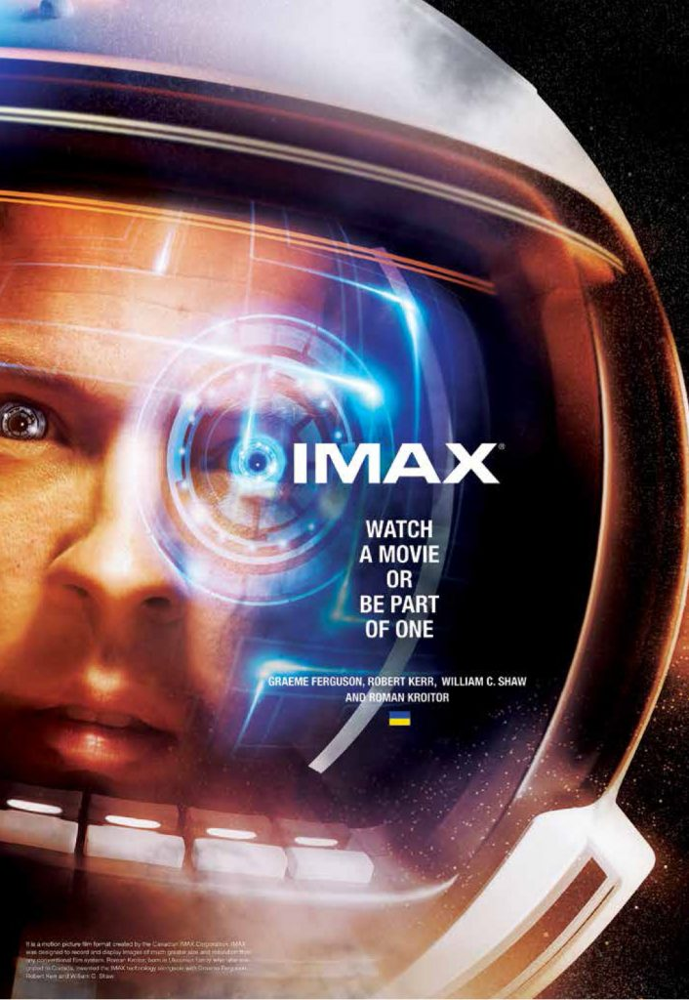 IMAX®
WATCH
A MOVIE
OR
BE PART
OF ONE
GRAEME FERGUSON, ROBERT KERR, WILLIAM C. SHAW
AND ROMAN KROITOR
It is a motion picture film format created by the Canadian IMAX Corporation. IMAX
was designed to record and display images of much greater size and resolution than
any conventional film system. Roman Kroitor, born in Ukrainian family who
to Canada, invented the IMAX technology alongside with Graeme Ferguson,
Robert Kerr and William C. Shaw